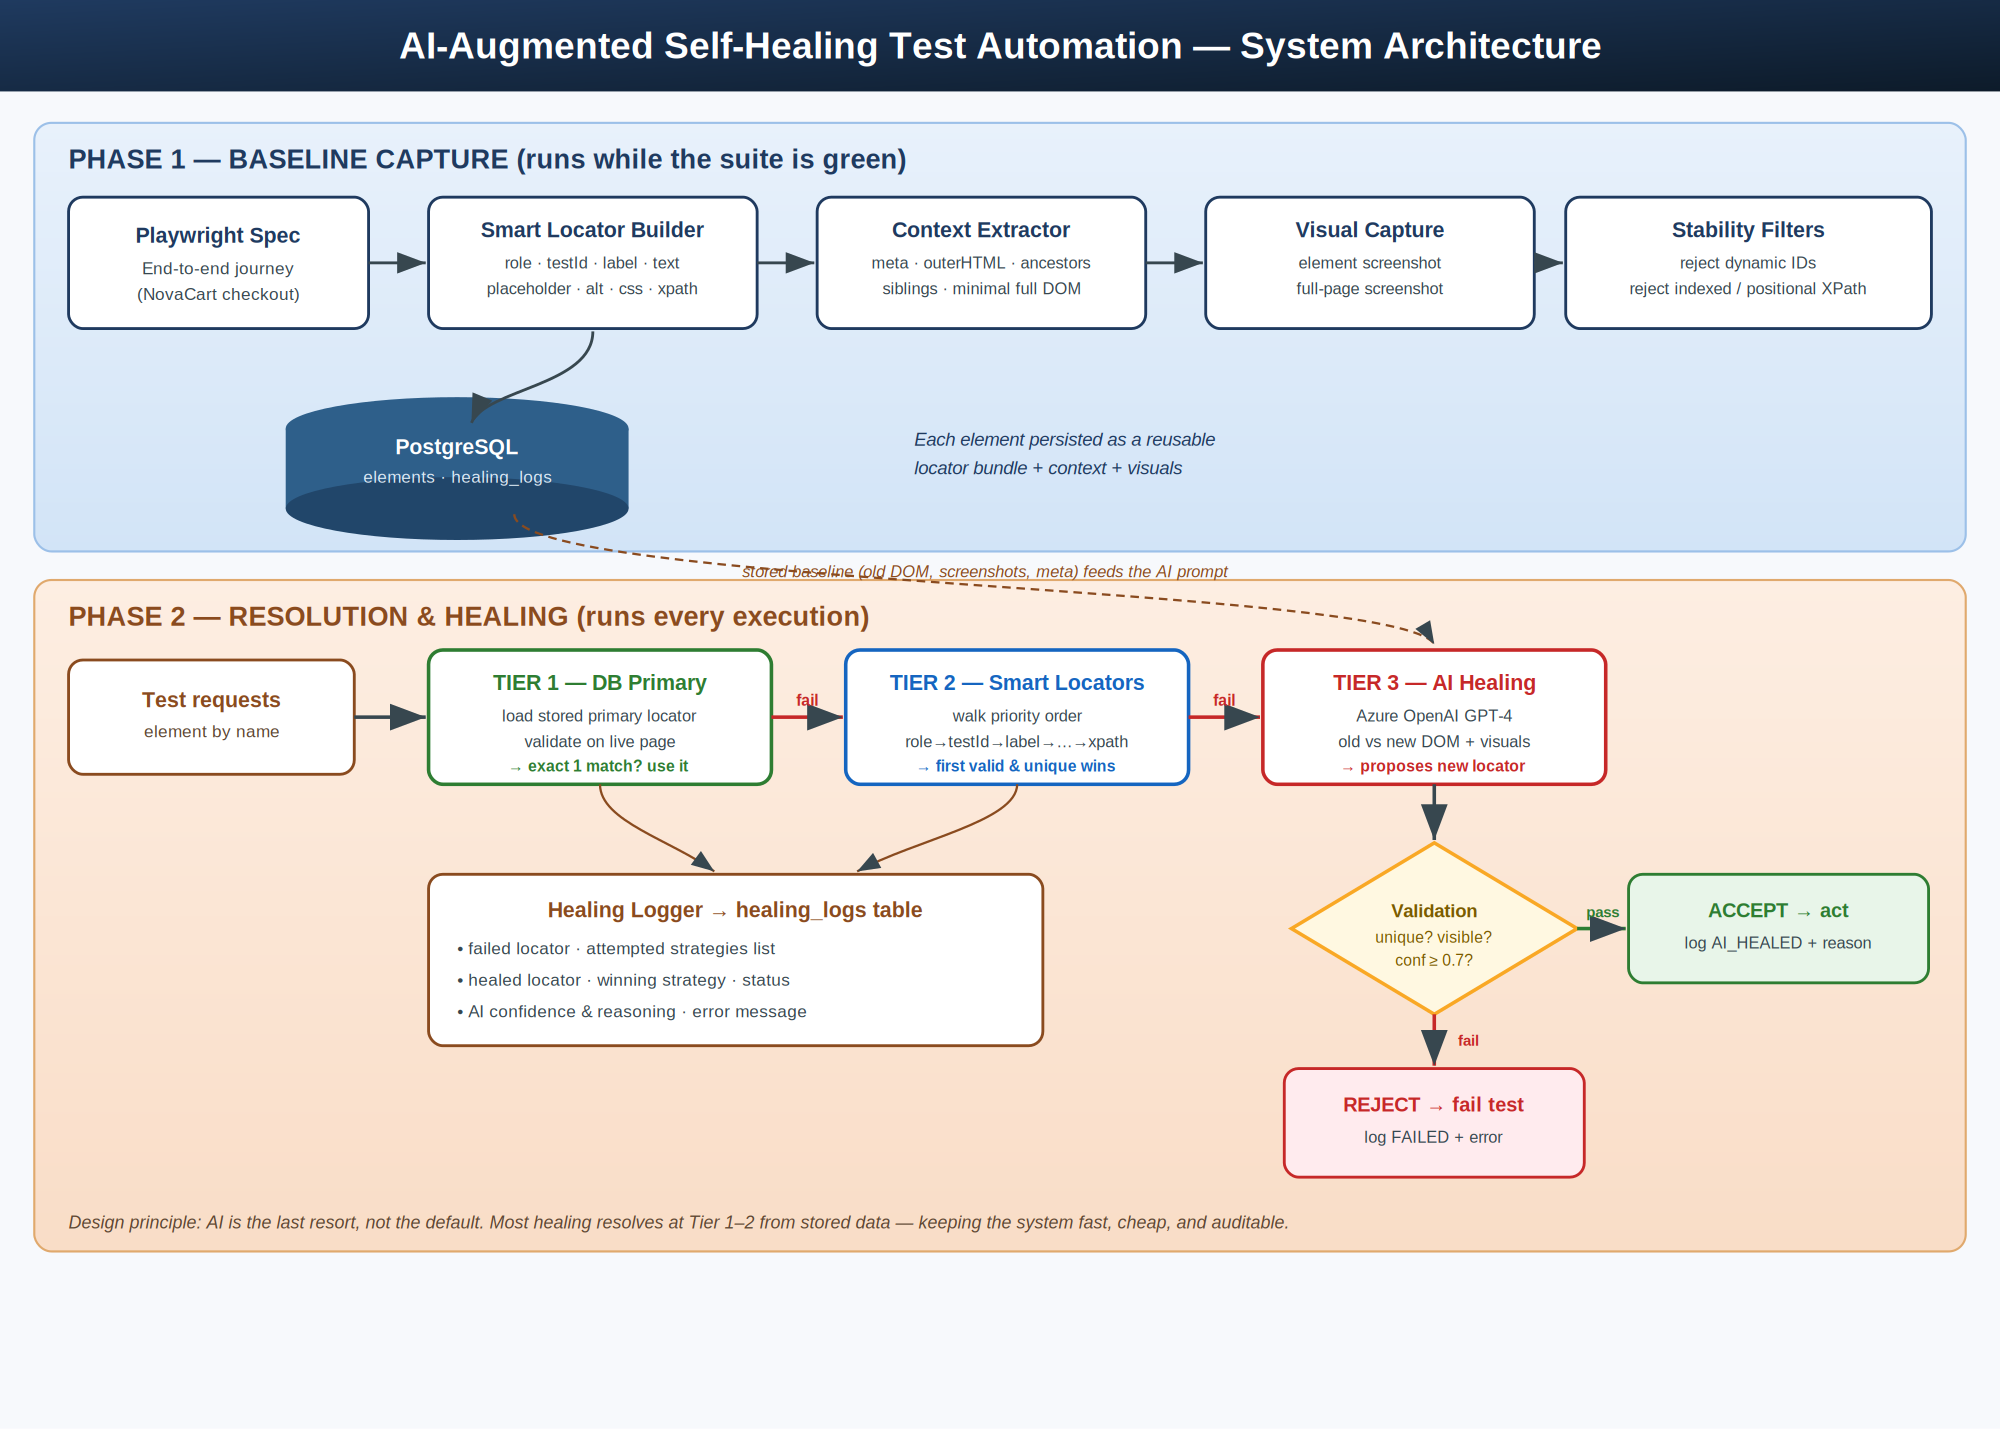 AI-Augmented Self-Healing Test Automation — System Architecture
PHASE 1 — BASELINE CAPTURE (runs while the suite is green)
Playwright Spec
End-to-end journey
(NovaCart checkout)
Smart Locator Builder
role · testId · label · text
placeholder · alt · css · xpath
Context Extractor
meta · outerHTML · ancestors
siblings · minimal full DOM
Visual Capture
element screenshot
full-page screenshot
Stability Filters
reject dynamic IDs
reject indexed / positional XPath
PostgreSQL
elements · healing_logs
Each element persisted as a reusable
locator bundle + context + visuals
stored baseline (old DOM, screenshots, meta) feeds the AI prompt
PHASE 2 — RESOLUTION & HEALING (runs every execution)
Test requests
element by name
TIER 1 — DB Primary
load stored primary locator
validate on live page
→ exact 1 match? use it
fail
TIER 2 — Smart Locators
walk priority order
role→testId→label→…→xpath
→ first valid & unique wins
fail
TIER 3 — AI Healing
Azure OpenAI GPT-4
old vs new DOM + visuals
→ proposes new locator
Healing Logger → healing_logs table
• failed locator · attempted strategies list
• healed locator · winning strategy · status
• AI confidence & reasoning · error message
Validation
unique? visible?
conf ≥ 0.7?
pass
ACCEPT → act
log AI_HEALED + reason
fail
REJECT → fail test
log FAILED + error
Design principle: AI is the last resort, not the default. Most healing resolves at Tier 1–2 from stored data — keeping the system fast, cheap, and auditable.